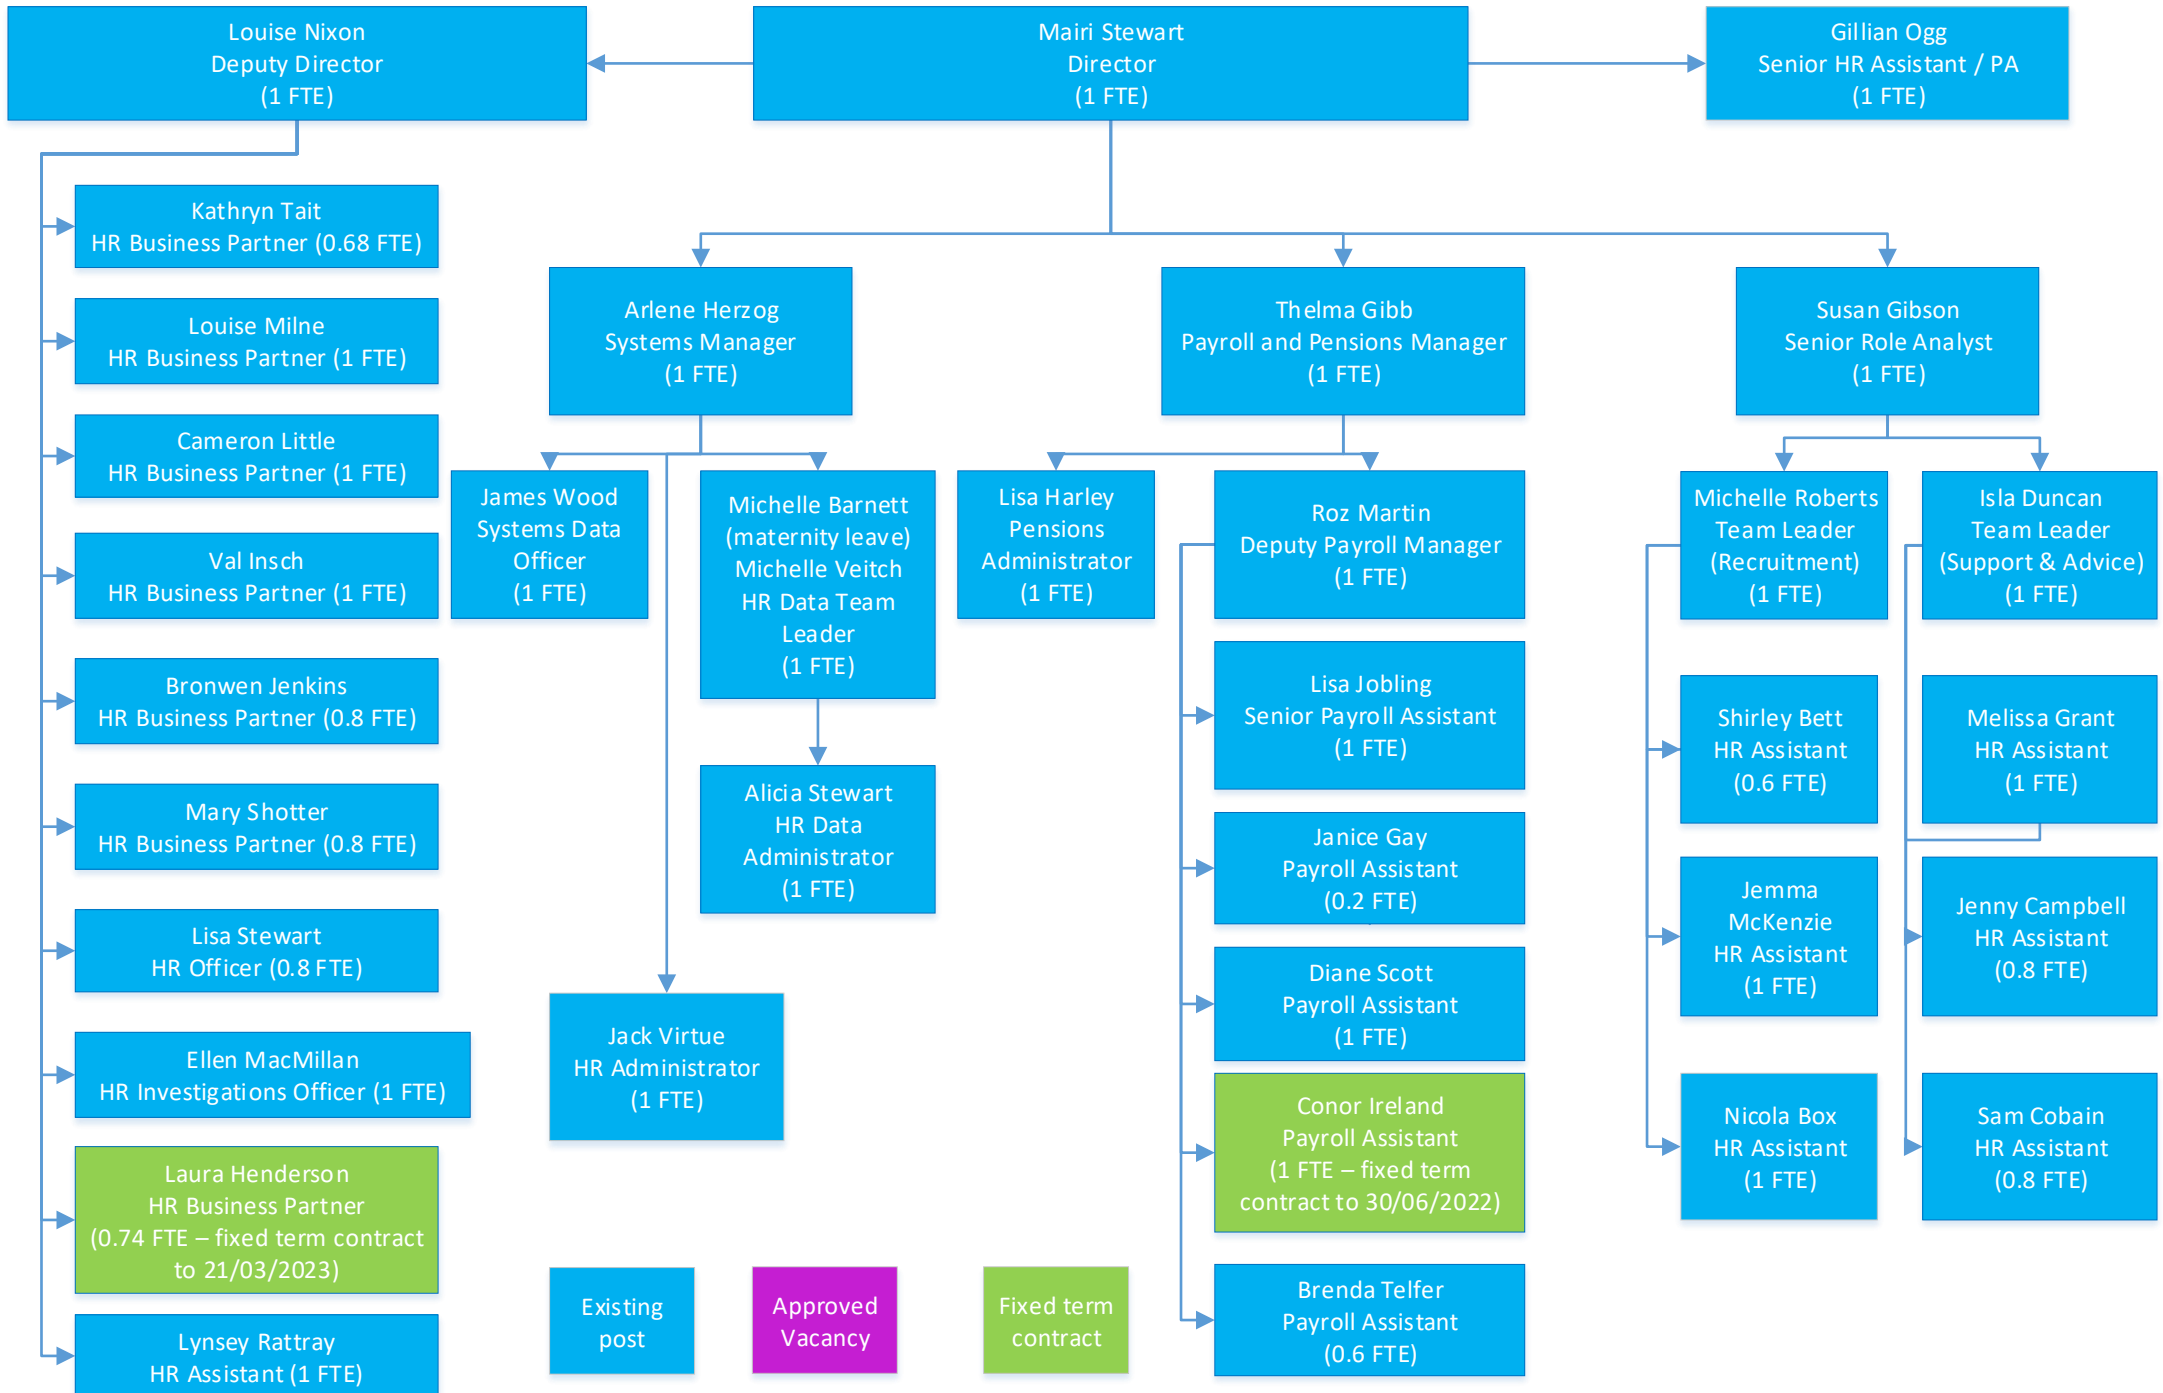 Louise Nixon
Deputy Director
(1 FTE)
Mairi Stewart
Director
(1 FTE)
Gillian Ogg
Senior HR Assistant / PA
(1 FTE)
Kathryn Tait
HR Business Partner (0.68 FTE)
Louise Milne
HR Business Partner (1 FTE)
Cameron Little
HR Business Partner (1 FTE)
Val Insch
HR Business Partner (1 FTE)
Bronwen Jenkins
HR Business Partner (0.8 FTE)
Mary Shotter
HR Business Partner (0.8 FTE)
Lisa Stewart
HR Officer (0.8 FTE)
Ellen MacMillan
HR Investigations Officer (1 FTE)
Laura Henderson
HR Business Partner
(0.74 FTE – fixed term contract
to 21/03/2023)
Lynsey Rattray
HR Assistant (1 FTE)
Arlene Herzog
Systems Manager
(1 FTE)
James Wood
Systems Data
Officer
(1 FTE)
Michelle Barnett
(maternity leave)
Michelle Veitch
HR Data Team
Leader
(1 FTE)
Alicia Stewart
HR Data
Administrator
(1 FTE)
Jack Virtue
HR Administrator
(1 FTE)
Thelma Gibb
Payroll and Pensions Manager
(1 FTE)
Lisa Harley
Pensions
Administrator
(1 FTE)
Roz Martin
Deputy Payroll Manager
(1 FTE)
Lisa Jobling
Senior Payroll Assistant
(1 FTE)
Janice Gay
Payroll Assistant
(0.2 FTE)
Diane Scott
Payroll Assistant
(1 FTE)
Conor Ireland
Payroll Assistant
(1 FTE – fixed term
contract to 30/06/2022)
Brenda Telfer
Payroll Assistant
(0.6 FTE)
Susan Gibson
Senior Role Analyst
(1 FTE)
Michelle Roberts
Team Leader
(Recruitment)
(1 FTE)
Shirley Bett
HR Assistant
(0.6 FTE)
Jemma
McKenzie
HR Assistant
(1 FTE)
Nicola Box
HR Assistant
(1 FTE)
Isla Duncan
Team Leader
(Support & Advice)
(1 FTE)
Melissa Grant
HR Assistant
(1 FTE)
Jenny Campbell
HR Assistant
(0.8 FTE)
Sam Cobain
HR Assistant
(0.8 FTE)
Existing
post
Approved
Vacancy
Fixed term
contract